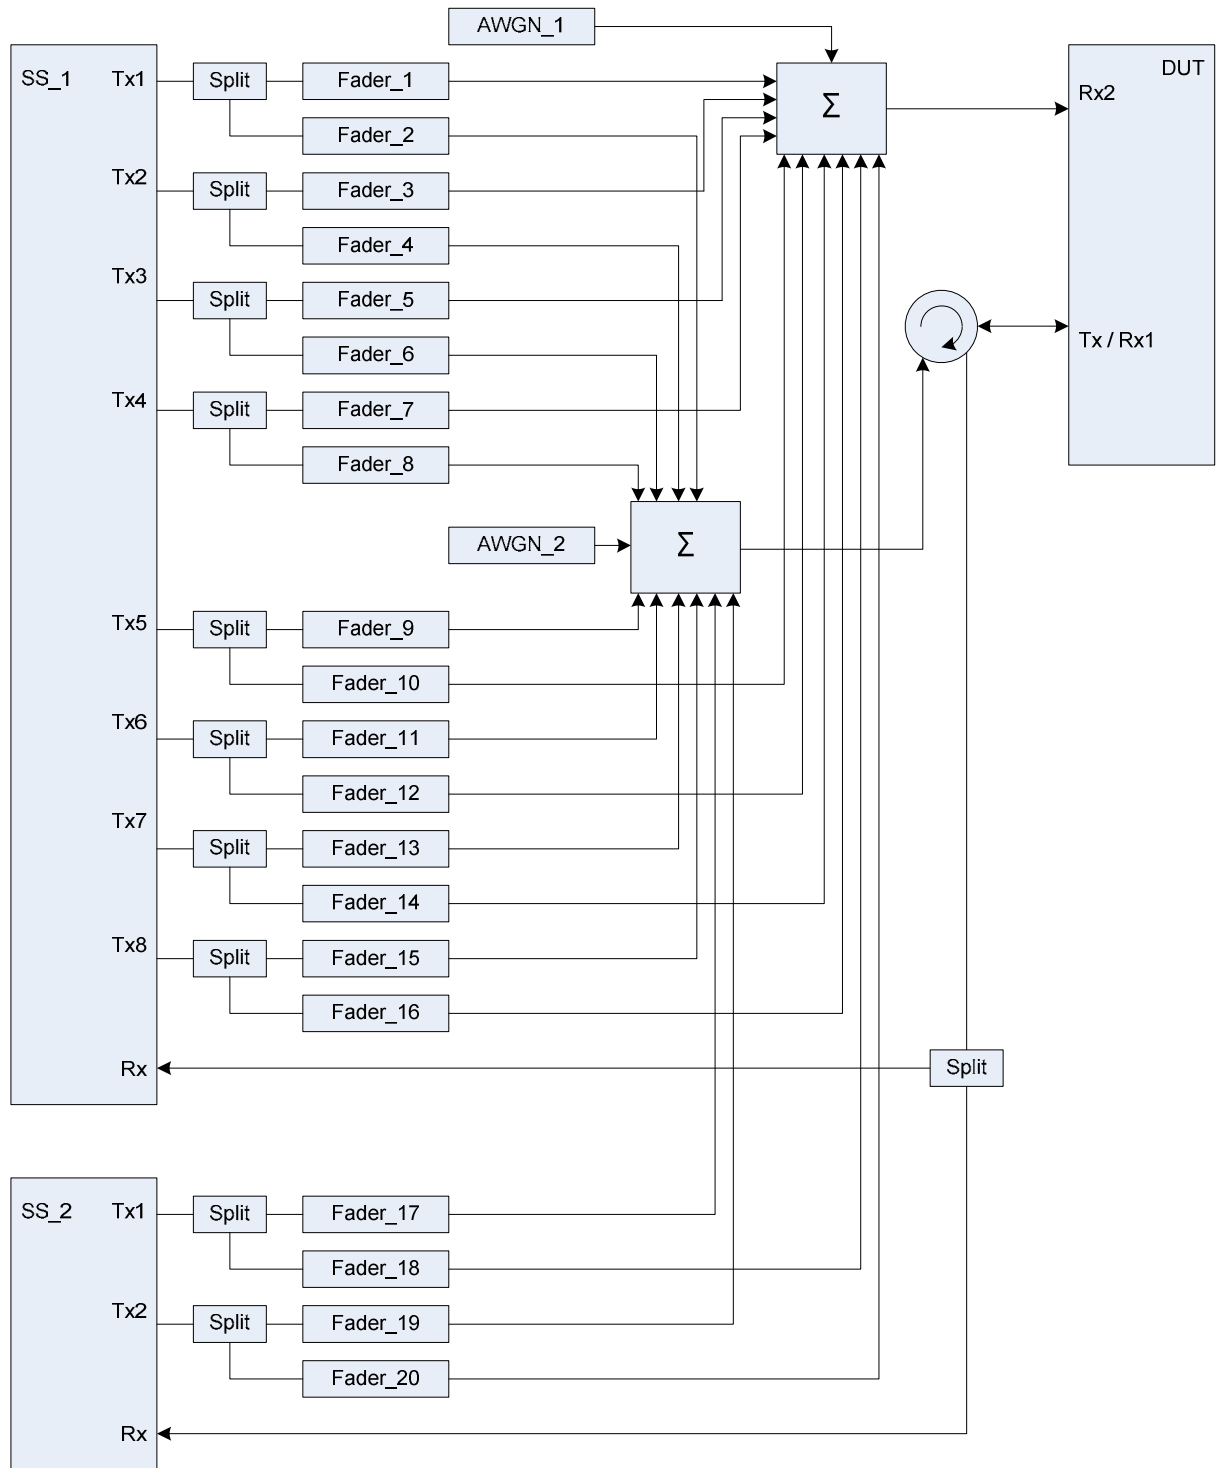 AWGN_1
SS_1 Tx1 Split Fader_1 Σ DUT
Rx2
Fader_2
Tx2 Split Fader_3
Fader_4
Tx3 Split Fader_5
Fader_6
Tx / Rx1
Tx4 Split Fader_7
Fader_8
AWGN_2 Σ
Tx5 Split Fader_9
Fader_10
Tx6 Split Fader_11
Fader_12
Tx7 Split Fader_13
Fader_14
Tx8 Split Fader_15
Fader_16
Rx Split
SS_2 Tx1 Split Fader_17
Fader_18
Tx2 Split Fader_19
Fader_20
Rx